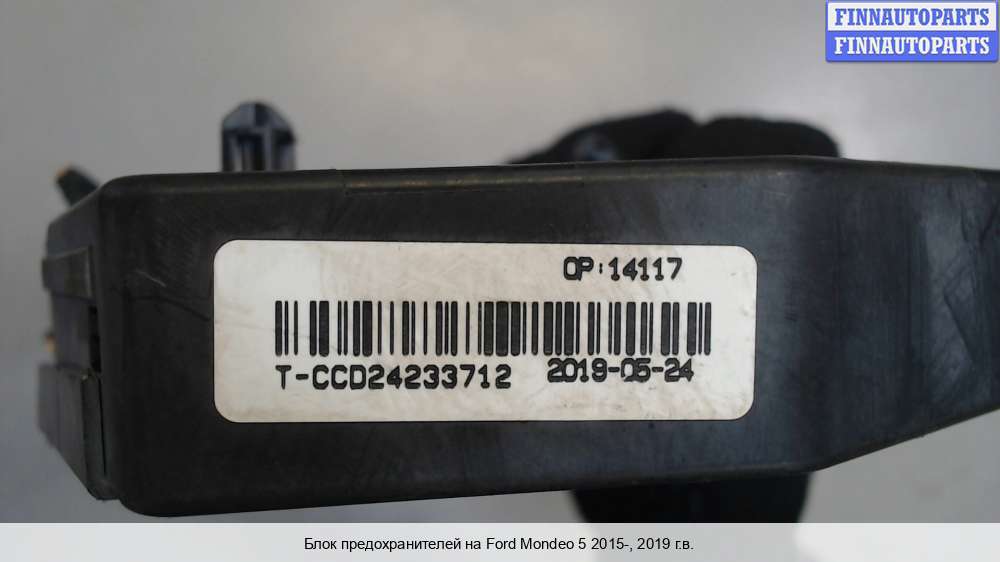 FINNAUTOPARTS
FINNAUTOPARTS
OP:14117
T-CCD24233712 2019-05-24
Блок предохранителей на Ford Mondeo 5 2015-, 2019 г.в.